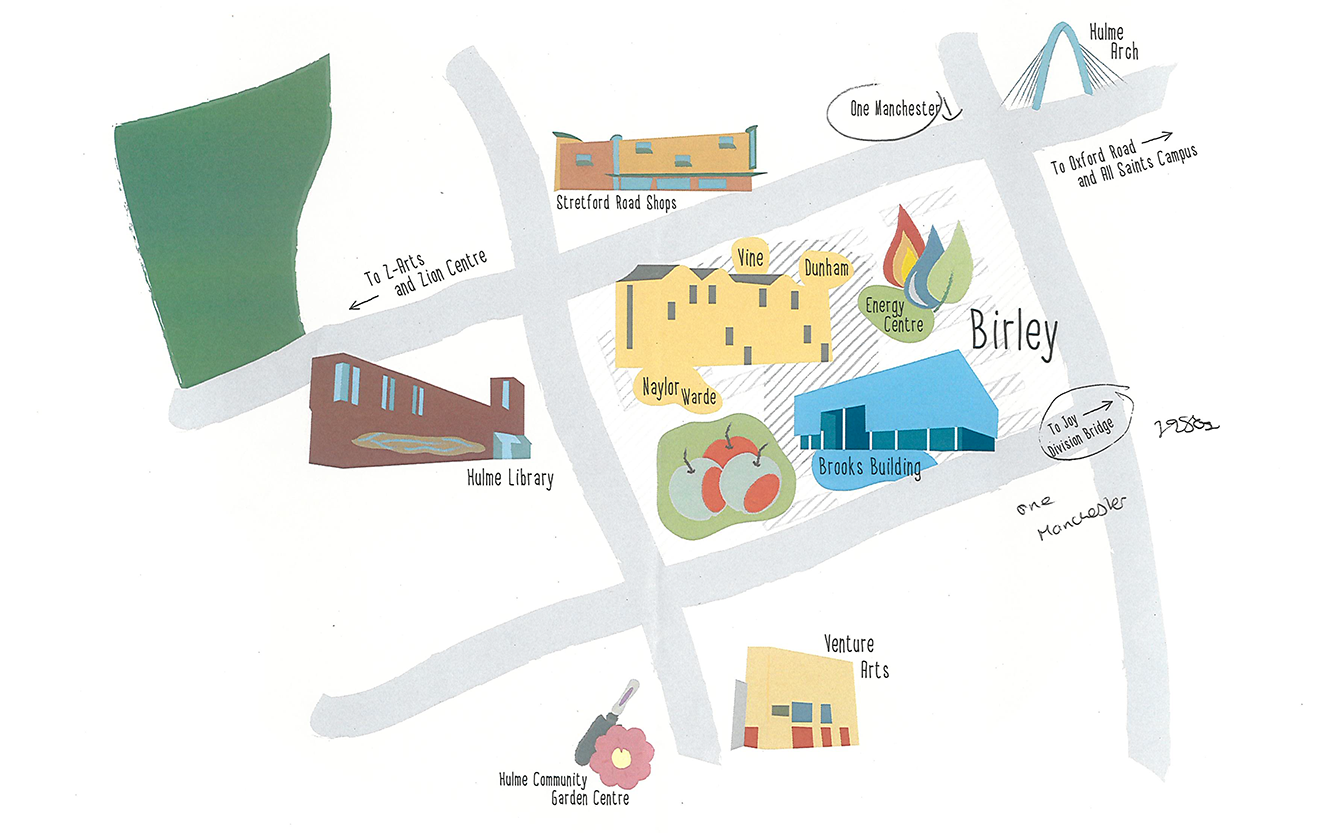 Hulme
Arch
One Manchester
To Oxford Road
and All Saints Campus
Stretford Road Shops
To Z-Arts
and Zion Centre
Vine
Dunham
Energy
Centre
Birley
Naylor
Warde
To Joy
Division Bridge
1980s
Brooks Building
Hulme Library
one
Manchester
Venture
Arts
Hulme Community
Garden Centre